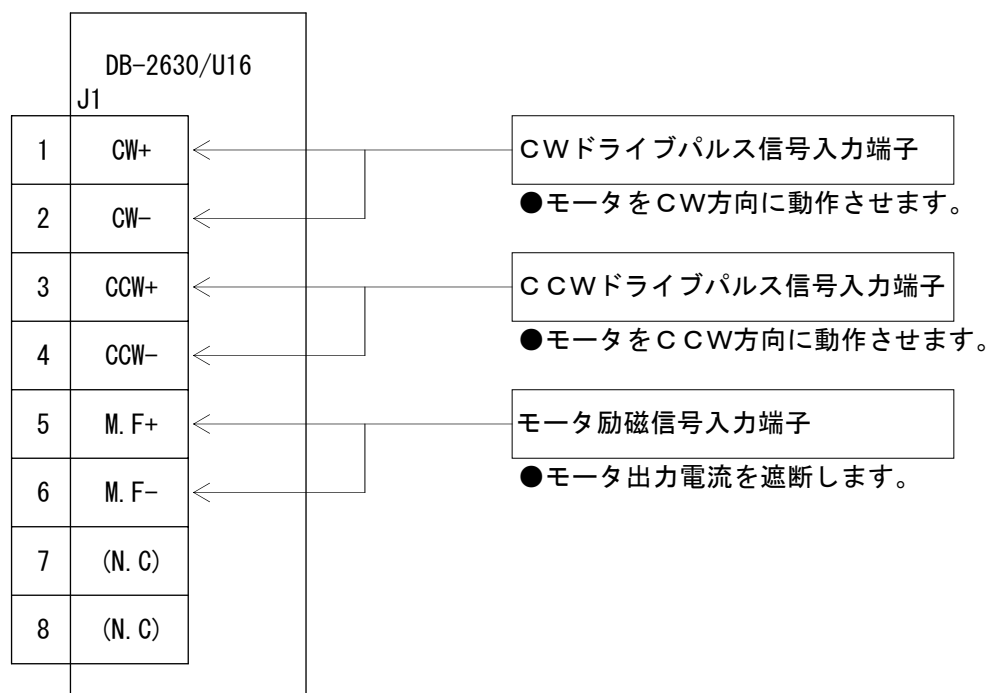 DB-2630/U16
J1
1 CW+
CWドライブパルス信号入力端子
●モータをCW方向に動作させます。
2 CW-
3 CCW+
CCWドライブパルス信号入力端子
●モータをCCW方向に動作させます。
4 CCW-
5 M.F+
モータ励磁信号入力端子
●モータ出力電流を遮断します。
6 M.F-
7 (N.C)
8 (N.C)